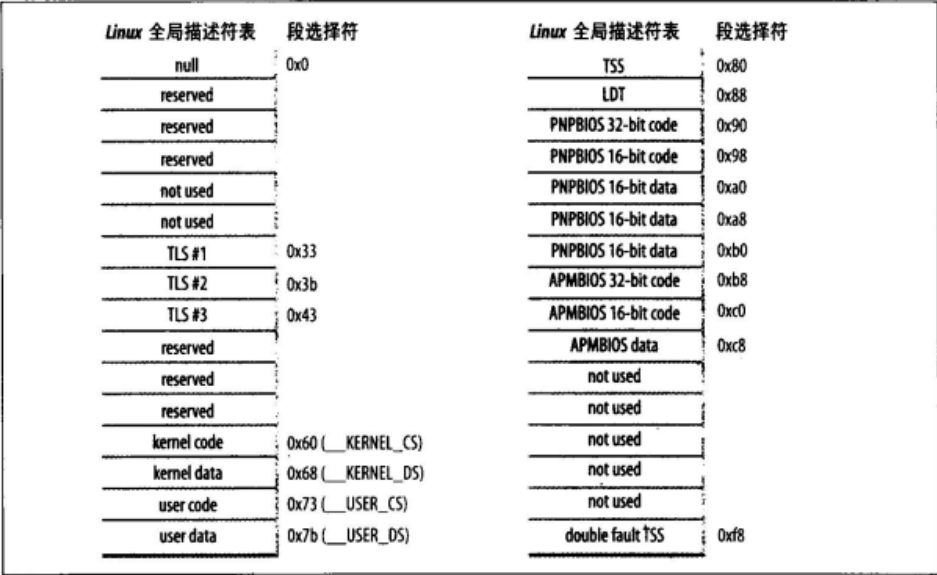 Linux 全局描述符表 段选择符
null 0x0
reserved
reserved
reserved
not used
not used
TLS #1 0x33
TLS #2 0x3b
TLS #3 0x43
reserved
reserved
reserved
kernel code 0x60 (__KERNEL_CS)
kernel data 0x68 (__KERNEL_DS)
user code 0x73 (__USER_CS)
user data 0x7b (__USER_DS)
Linux 全局描述符表 段选择符
TSS 0x80
LDT 0x88
PNPBIOS 32-bit code 0x90
PNPBIOS 16-bit code 0x98
PNPBIOS 16-bit data 0xa0
PNPBIOS 16-bit data 0xa8
PNPBIOS 16-bit data 0xb0
APMBIOS 32-bit code 0xb8
APMBIOS 16-bit code 0xc0
APMBIOS data 0xc8
not used
not used
not used
not used
not used
double fault TSS 0xf8